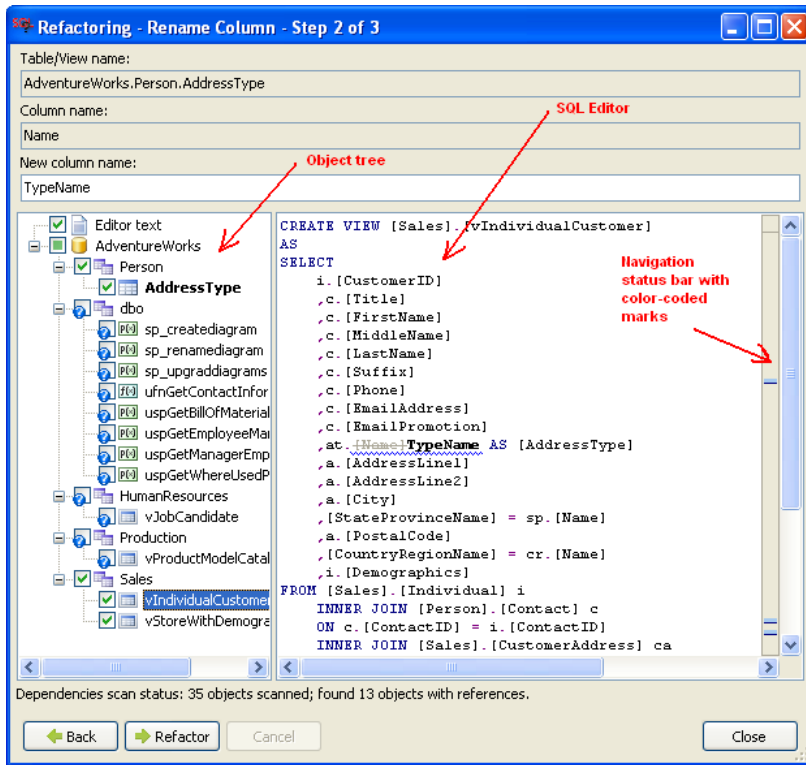 Refactoring - Rename Column - Step 2 of 3
Table/View name:
AdventureWorks.Person.AddressType
Column name:
SQL Editor
Name
New column name:
Object tree
TypeName
Editor text
AdventureWorks
Person
AddressType
dbo
sp_creatediagram
sp_renamediagram
sp_upgraddiagrams
ufnGetContactInfor
uspGetBillOfMaterial
uspGetEmployeeMa
uspGetManagerEmp
uspGetWhereUsedP
HumanResources
vJobCandidate
Production
vProductModelCatal
Sales
vIndividualCustome
vStoreWithDemogra
CREATE VIEW [Sales].[vIndividualCustomer]
AS
SELECT
i.[CustomerID]
,c.[Title]
,c.[FirstName]
,c.[MiddleName]
,c.[LastName]
,c.[Suffix]
,c.[Phone]
,c.[EmailAddress]
,c.[EmailPromotion]
,at.[Name]TypeName AS [AddressType]
,a.[AddressLine1]
,a.[AddressLine2]
,a.[City]
,[StateProvinceName] = sp.[Name]
,a.[PostalCode]
,[CountryRegionName] = cr.[Name]
,i.[Demographics]
FROM [Sales].[Individual] i
INNER JOIN [Person].[Contact] c
ON c.[ContactID] = i.[ContactID]
INNER JOIN [Sales].[CustomerAddress] ca
Navigation
status bar with
color-coded
marks
Dependencies scan status: 35 objects scanned; found 13 objects with references.
Back
Refactor
Cancel
Close